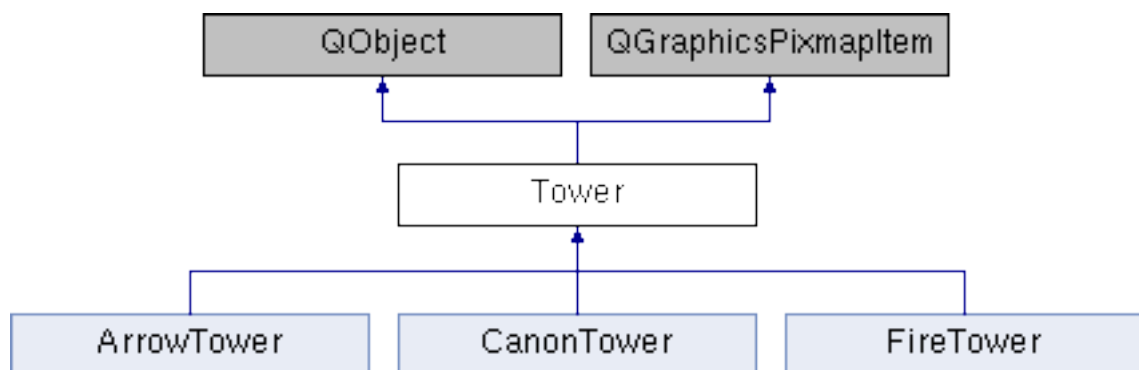 QObject
QGraphicsPixmapItem
Tower
ArrowTower
CanonTower
FireTower